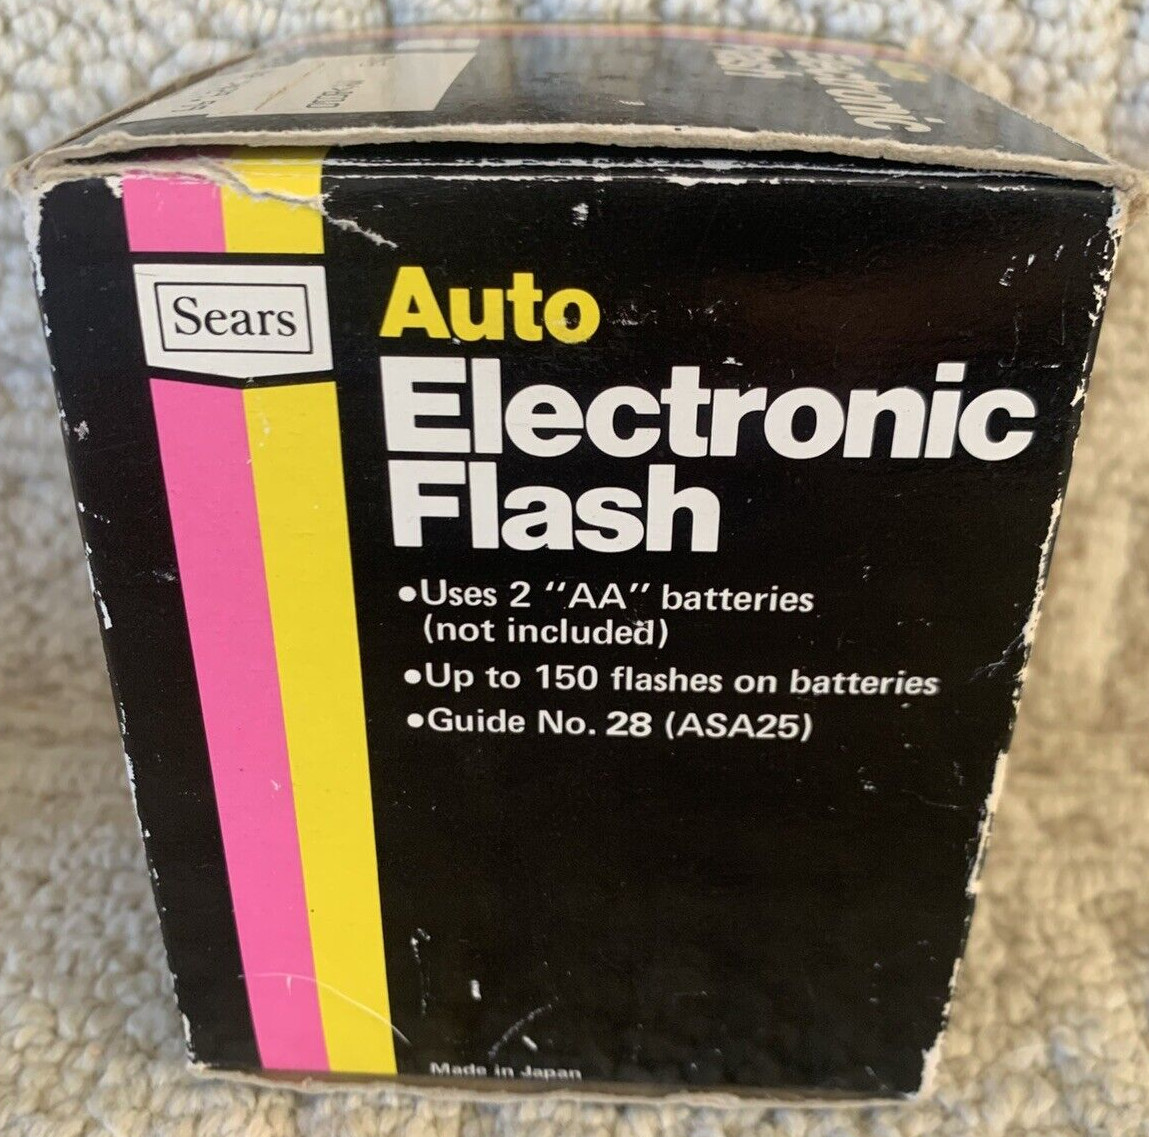 Sears
Auto
Electronic
Flash
•Uses 2 “AA” batteries
(not included)
•Up to 150 flashes on batteries
•Guide No. 28 (ASA25)
Made in Japan